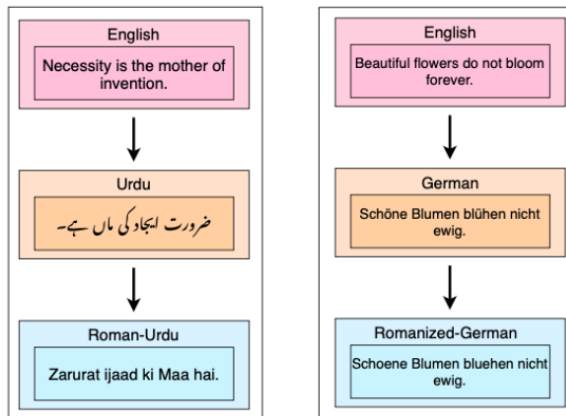 English
Necessity is the mother of
invention.
Urdu
ضرورت ایجاد کی ماں ہے۔
Roman-Urdu
Zarurat ijaad ki Maa hai.
English
Beautiful flowers do not bloom
forever.
German
Schöne Blumen blühen nicht
ewig.
Romanized-German
Schoene Blumen bluehen nicht
ewig.